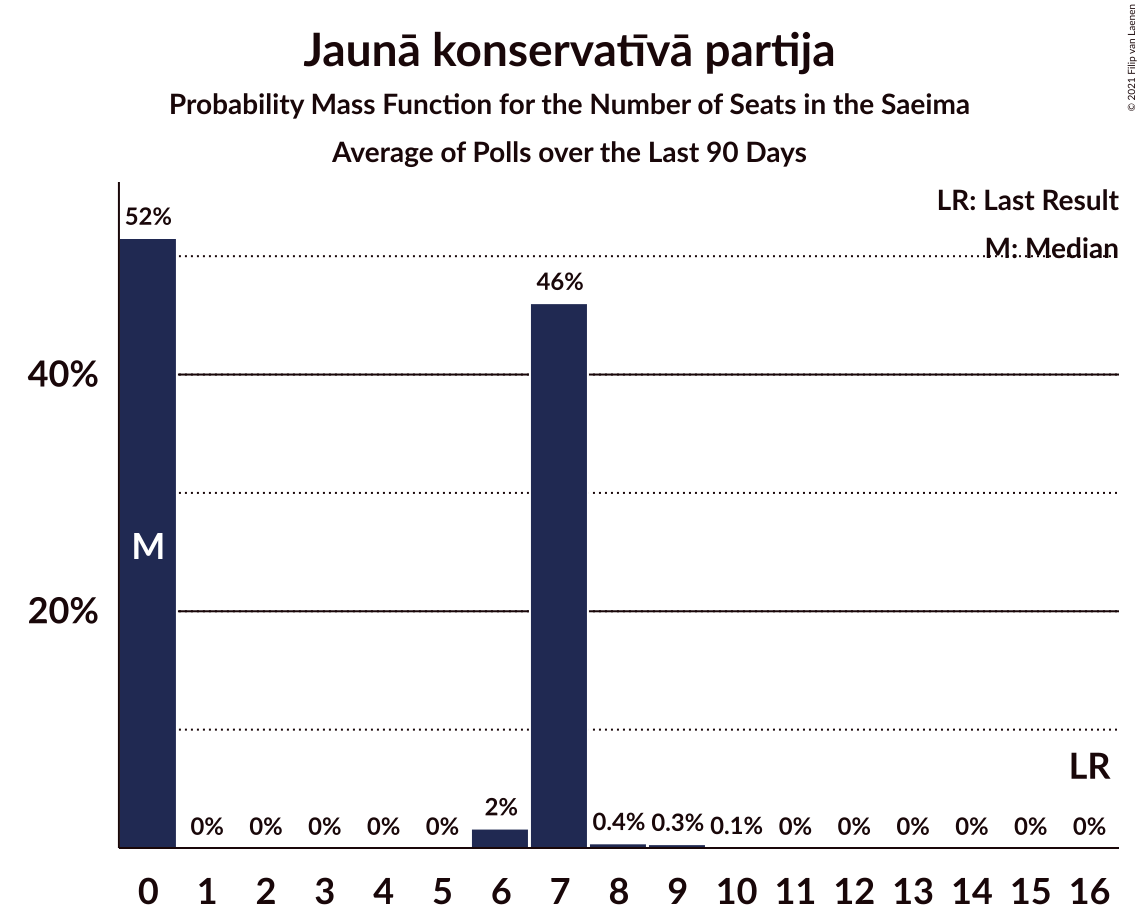 Jaunā konservatīvā partija
Probability Mass Function for the Number of Seats in the Saeima
Average of Polls over the Last 90 Days
© 2021 Filip van Laenen
LR: Last Result
M: Median
52%
46%
40%
M
20%
LR
2%
0% 0% 0% 0% 0% 0.4% 0.3% 0.1% 0% 0% 0% 0% 0% 0%
0 1 2 3 4 5 6 7 8 9 10 11 12 13 14 15 16